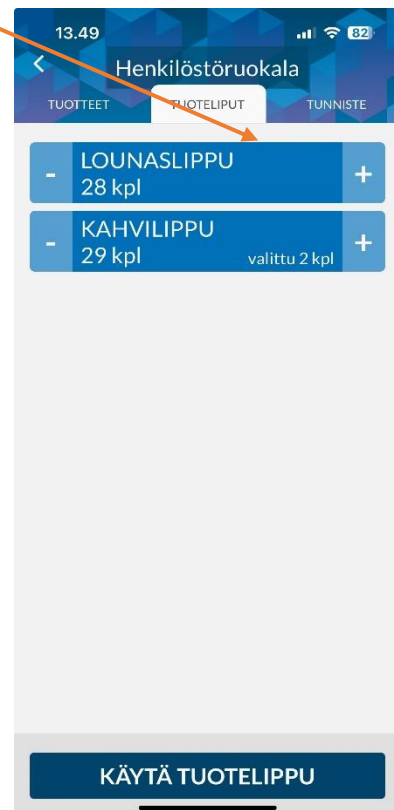 13.49
82
Henkilöstöruokala
TUOTTEET TUOTELIPUT TUNNISTE
- LOUNASLIPPU +
28 kpl
- KAHVILIPPU +
29 kpl valittu 2 kpl
KÄYTÄ TUOTELIPPU